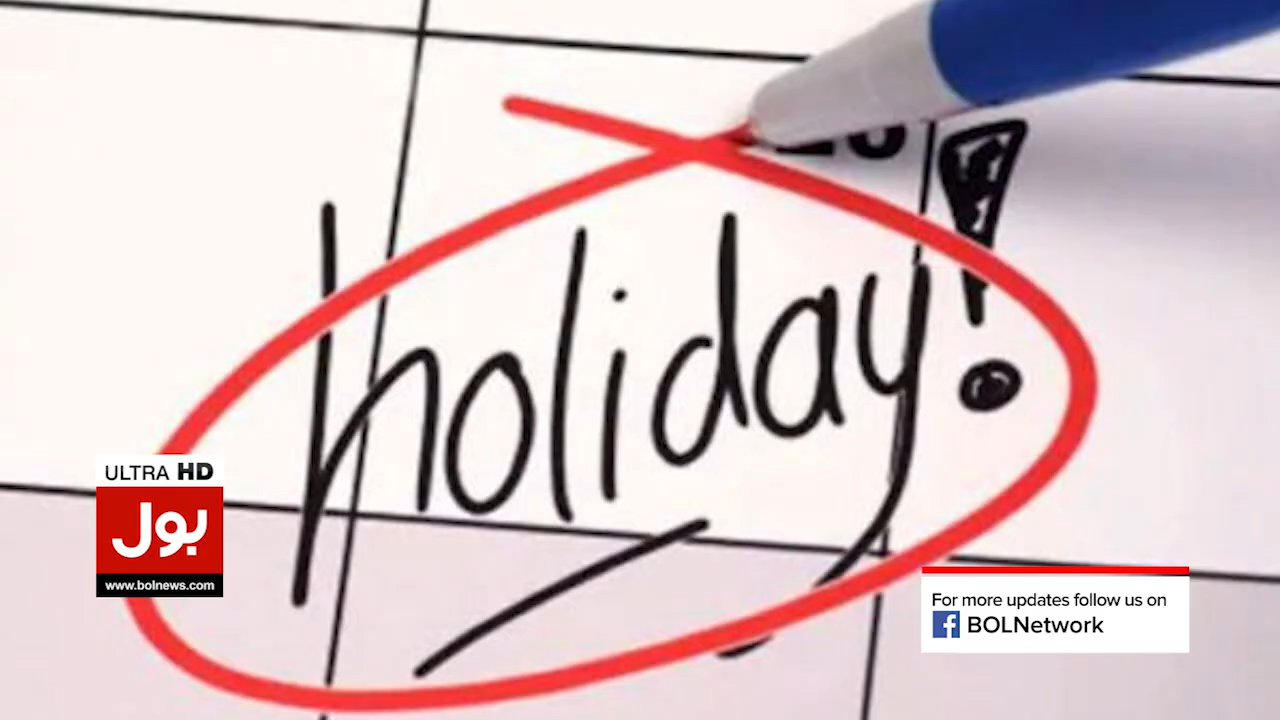 holiday!
ULTRA HD
بول
www.bolnews.com
For more updates follow us on
BOLNetwork